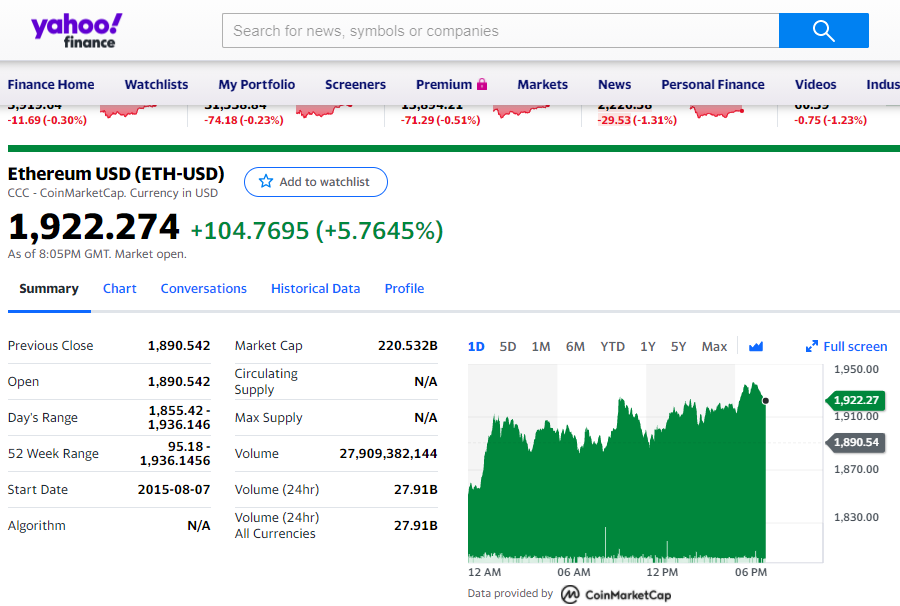 yahoo!
finance
Search for news, symbols or companies
Finance Home Watchlists My Portfolio Screeners Premium Markets News Personal Finance Videos Indus
-11.69 (-0.30%) -74.18 (-0.23%) -71.29 (-0.51%) -29.53 (-1.31%) -0.75 (-1.23%)
Ethereum USD (ETH-USD) Add to watchlist
CCC - CoinMarketCap. Currency in USD
1,922.274 +104.7695 (+5.7645%)
As of 8:05PM GMT. Market open.
Summary Chart Conversations Historical Data Profile
Previous Close 1,890.542
Open 1,890.542
Day's Range 1,855.42 -
1,936.146
52 Week Range 95.18 -
1,936.1456
Start Date 2015-08-07
Algorithm N/A
Market Cap 220.532B
Circulating
Supply N/A
Max Supply N/A
Volume 27,909,382,144
Volume (24hr) 27.91B
Volume (24hr)
All Currencies 27.91B
1D 5D 1M 6M YTD 1Y 5Y Max Full screen
1,950.00
1,922.27
1,910.00
1,890.54
1,870.00
1,830.00
12 AM 06 AM 12 PM 06 PM
Data provided by CoinMarketCap